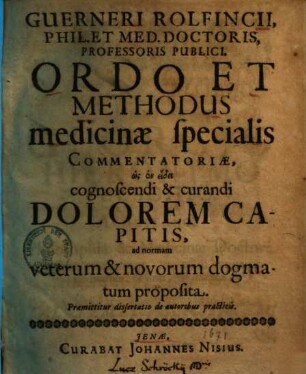 GUERNERI ROLFINCII,
PHIL.ET MED. DOCTORIS,
PROFESSORIS PUBLICI.
ORDO ET
METHODUS
medicinæ specialis
COMMENTATORIÆ,
cognoscendi & curandi
DOLOREM CA-
PITIS,
ad normam
veterum & novorum dogma-
tum proposita.
Præmittitur dissertatio de autoribus practicis.
JENÆ,
CURABAT JOHANNES NISIUS.